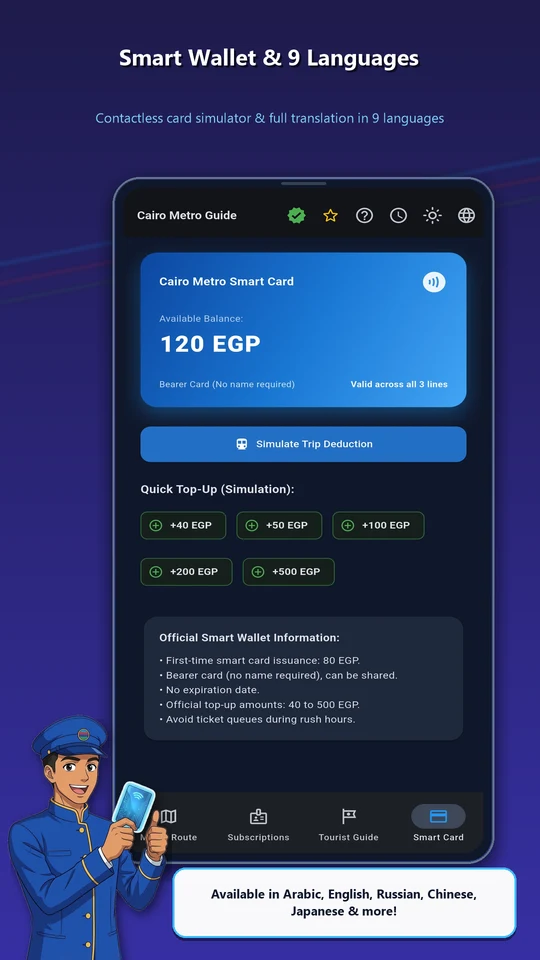 Smart Wallet & 9 Languages
Contactless card simulator & full translation in 9 languages
Cairo Metro Guide
Cairo Metro Smart Card
Available Balance:
120 EGP
Bearer Card (No name required)
Valid across all 3 lines
Simulate Trip Deduction
Quick Top-Up (Simulation):
+40 EGP
+50 EGP
+100 EGP
+200 EGP
+500 EGP
Official Smart Wallet Information:
• First-time smart card issuance: 80 EGP.
• Bearer card (no name required), can be shared.
• No expiration date.
• Official top-up amounts: 40 to 500 EGP.
• Avoid ticket queues during rush hours.
Route
Subscriptions
Tourist Guide
Smart Card
Available in Arabic, English, Russian, Chinese,
Japanese & more!